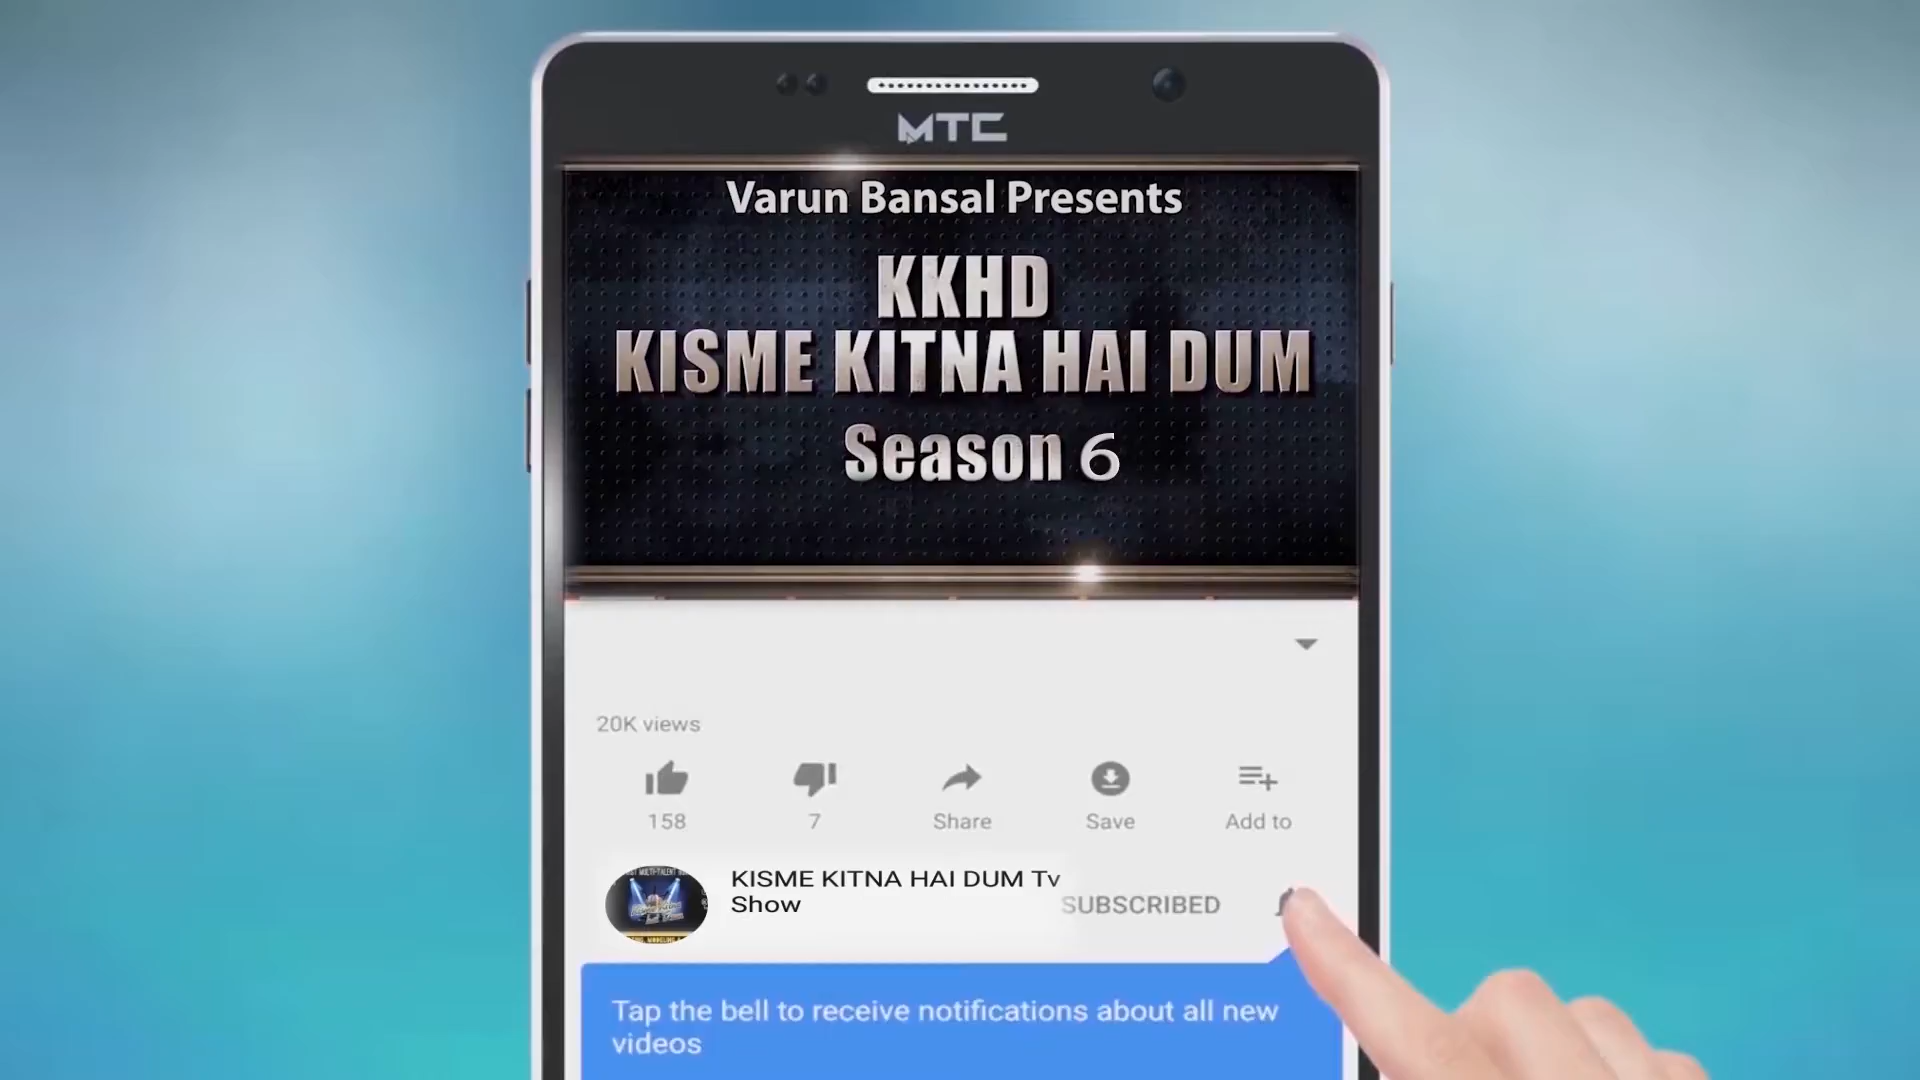 MTC
Varun Bansal Presents
KKHD
KISME KITNA HAI DUM
Season 6
20K views
158
7
Share
Save
Add to
KISME KITNA HAI DUM Tv
Show
SUBSCRIBED
Tap the bell to receive notifications about all new
videos